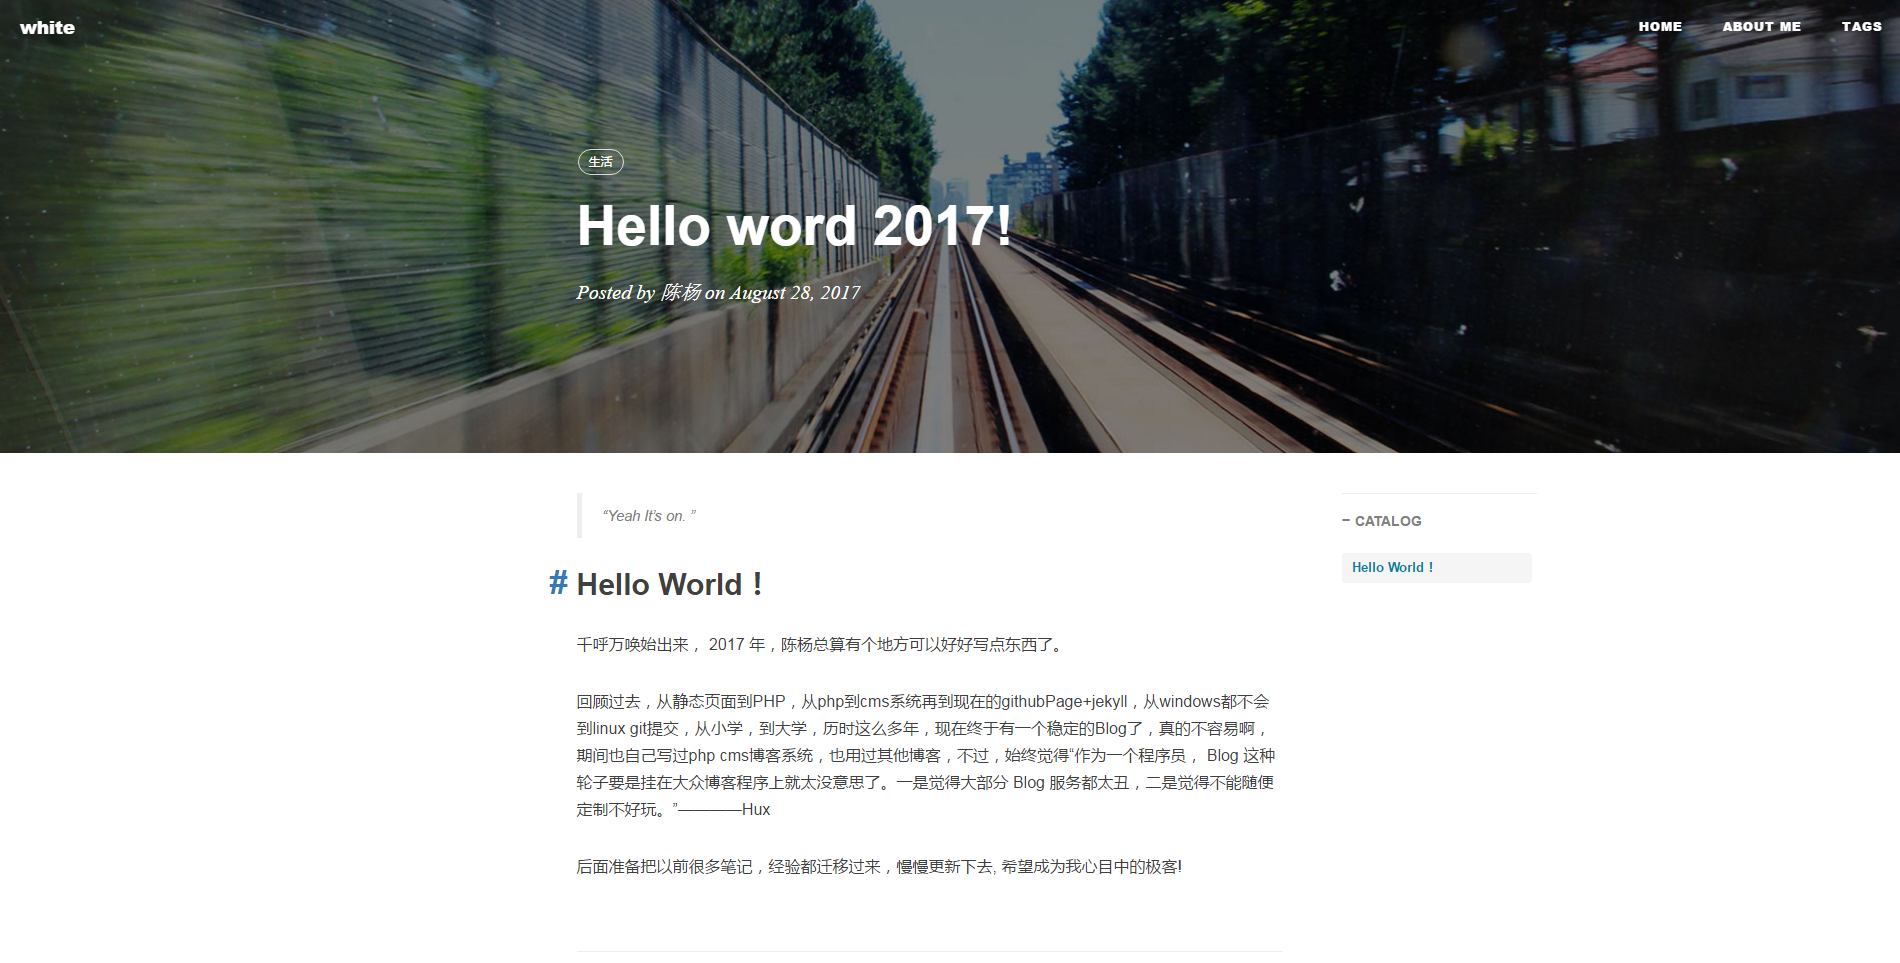 white
HOME ABOUT ME TAGS
生活
Hello word 2017!
Posted by 陈杨 on August 28, 2017
“Yeah It’s on. ”
# Hello World！
千呼万唤始出来， 2017 年，陈杨总算有个地方可以好好写点东西了。
回顾过去，从静态页面到PHP，从php到cms系统再到现在的githubPage+jekyll，从windows都不会
到linux git提交，从小学，到大学，历时这么多年，现在终于有一个稳定的Blog了，真的不容易啊，
期间也自己写过php cms博客系统，也用过其他博客，不过，始终觉得“作为一个程序员， Blog 这种
轮子要是挂在大众博客程序上就太没意思了。一是觉得大部分 Blog 服务都太丑，二是觉得不能随便
定制不好玩。”————Hux
后面准备把以前很多笔记，经验都迁移过来，慢慢更新下去, 希望成为我心目中的极客!
− CATALOG
Hello World！